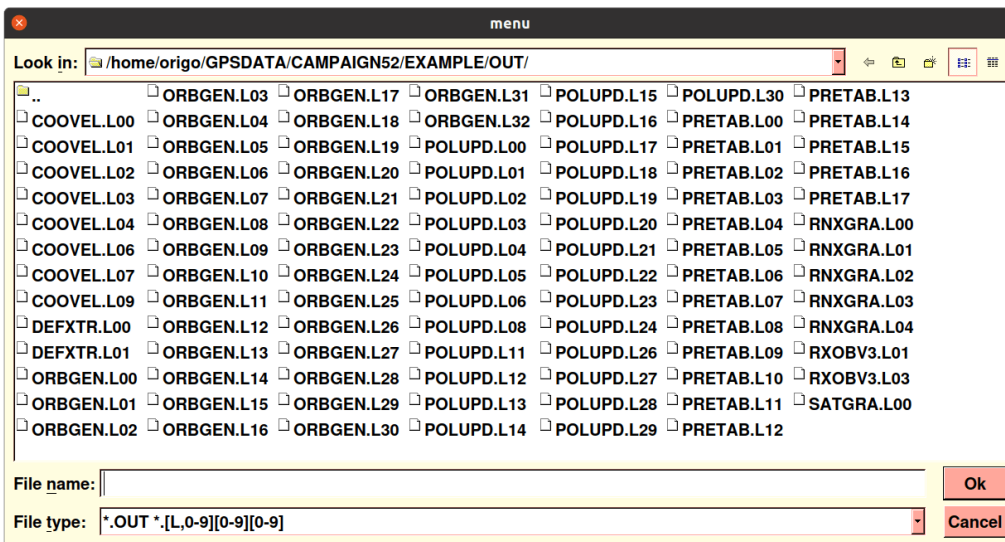 menu
Look in: /home/origo/GPSDATA/CAMPAIGN52/EXAMPLE/OUT/
.. ORBGEN.L03 ORBGEN.L17 ORBGEN.L31 POLUPD.L15 POLUPD.L30 PRETAB.L13
COOVEL.L00 ORBGEN.L04 ORBGEN.L18 ORBGEN.L32 POLUPD.L16 PRETAB.L00 PRETAB.L14
COOVEL.L01 ORBGEN.L05 ORBGEN.L19 POLUPD.L00 POLUPD.L17 PRETAB.L01 PRETAB.L15
COOVEL.L02 ORBGEN.L06 ORBGEN.L20 POLUPD.L01 POLUPD.L18 PRETAB.L02 PRETAB.L16
COOVEL.L03 ORBGEN.L07 ORBGEN.L21 POLUPD.L02 POLUPD.L19 PRETAB.L03 PRETAB.L17
COOVEL.L04 ORBGEN.L08 ORBGEN.L22 POLUPD.L03 POLUPD.L20 PRETAB.L04 RNXGRA.L00
COOVEL.L06 ORBGEN.L09 ORBGEN.L23 POLUPD.L04 POLUPD.L21 PRETAB.L05 RNXGRA.L01
COOVEL.L07 ORBGEN.L10 ORBGEN.L24 POLUPD.L05 POLUPD.L22 PRETAB.L06 RNXGRA.L02
COOVEL.L09 ORBGEN.L11 ORBGEN.L25 POLUPD.L06 POLUPD.L23 PRETAB.L07 RNXGRA.L03
DEFXTR.L00 ORBGEN.L12 ORBGEN.L26 POLUPD.L08 POLUPD.L24 PRETAB.L08 RNXGRA.L04
DEFXTR.L01 ORBGEN.L13 ORBGEN.L27 POLUPD.L11 POLUPD.L26 PRETAB.L09 RXOBV3.L01
ORBGEN.L00 ORBGEN.L14 ORBGEN.L28 POLUPD.L12 POLUPD.L27 PRETAB.L10 RXOBV3.L03
ORBGEN.L01 ORBGEN.L15 ORBGEN.L29 POLUPD.L13 POLUPD.L28 PRETAB.L11 SATGRA.L00
ORBGEN.L02 ORBGEN.L16 ORBGEN.L30 POLUPD.L14 POLUPD.L29 PRETAB.L12
File name: Ok
File type: *.OUT *.[L,0-9][0-9][0-9] Cancel